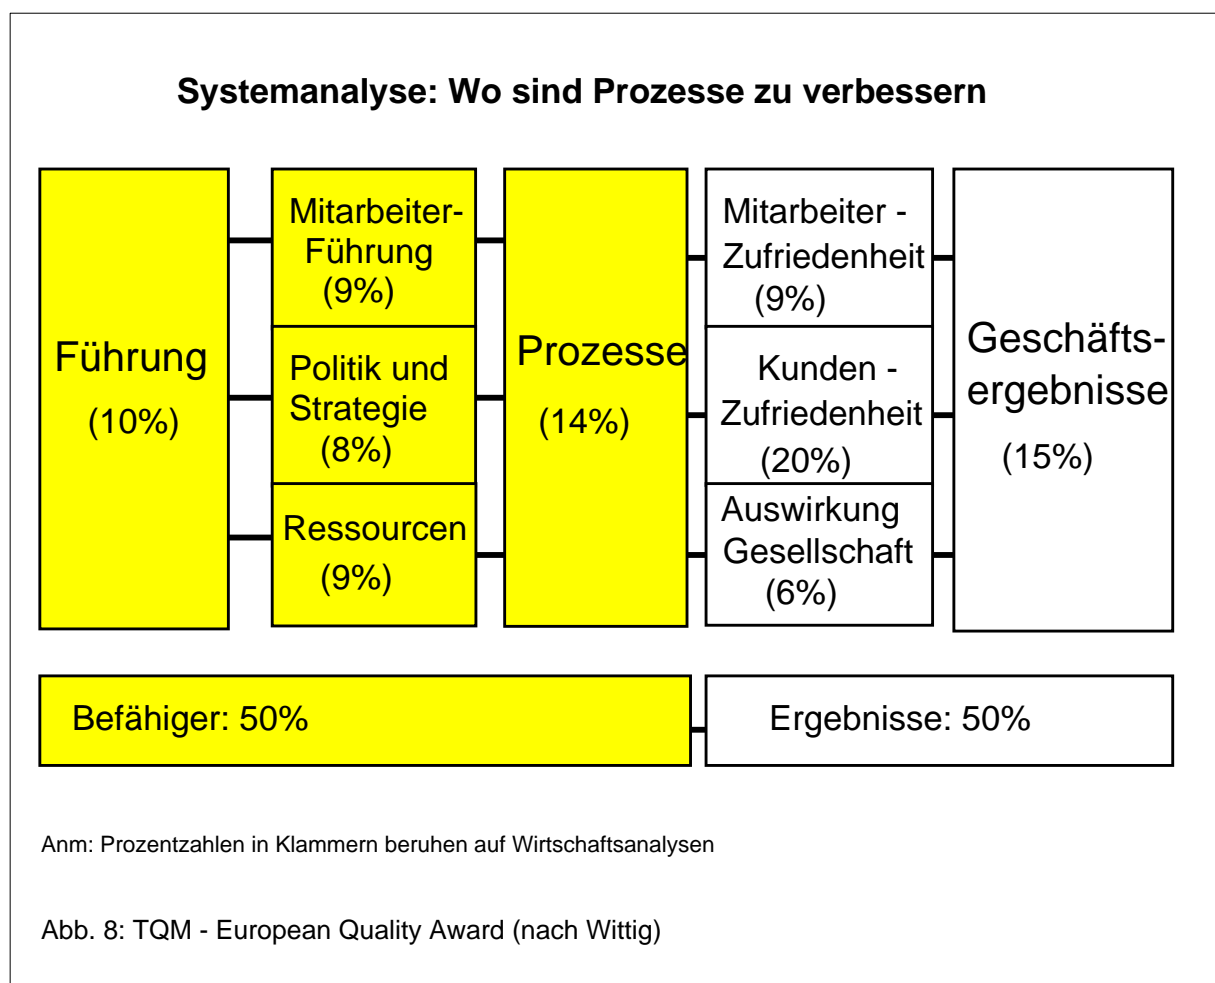 Systemanalyse: Wo sind Prozesse zu verbessern
Führung
(10%)
Mitarbeiter-
Führung
(9%)
Politik und
Strategie
(8%)
Ressourcen
(9%)
Prozesse
(14%)
Mitarbeiter -
Zufriedenheit
(9%)
Kunden -
Zufriedenheit
(20%)
Auswirkung
Gesellschaft
(6%)
Geschäfts-
ergebnisse
(15%)
Befähiger: 50%
Ergebnisse: 50%
Anm: Prozentzahlen in Klammern beruhen auf Wirtschaftsanalysen
Abb. 8: TQM - European Quality Award (nach Wittig)